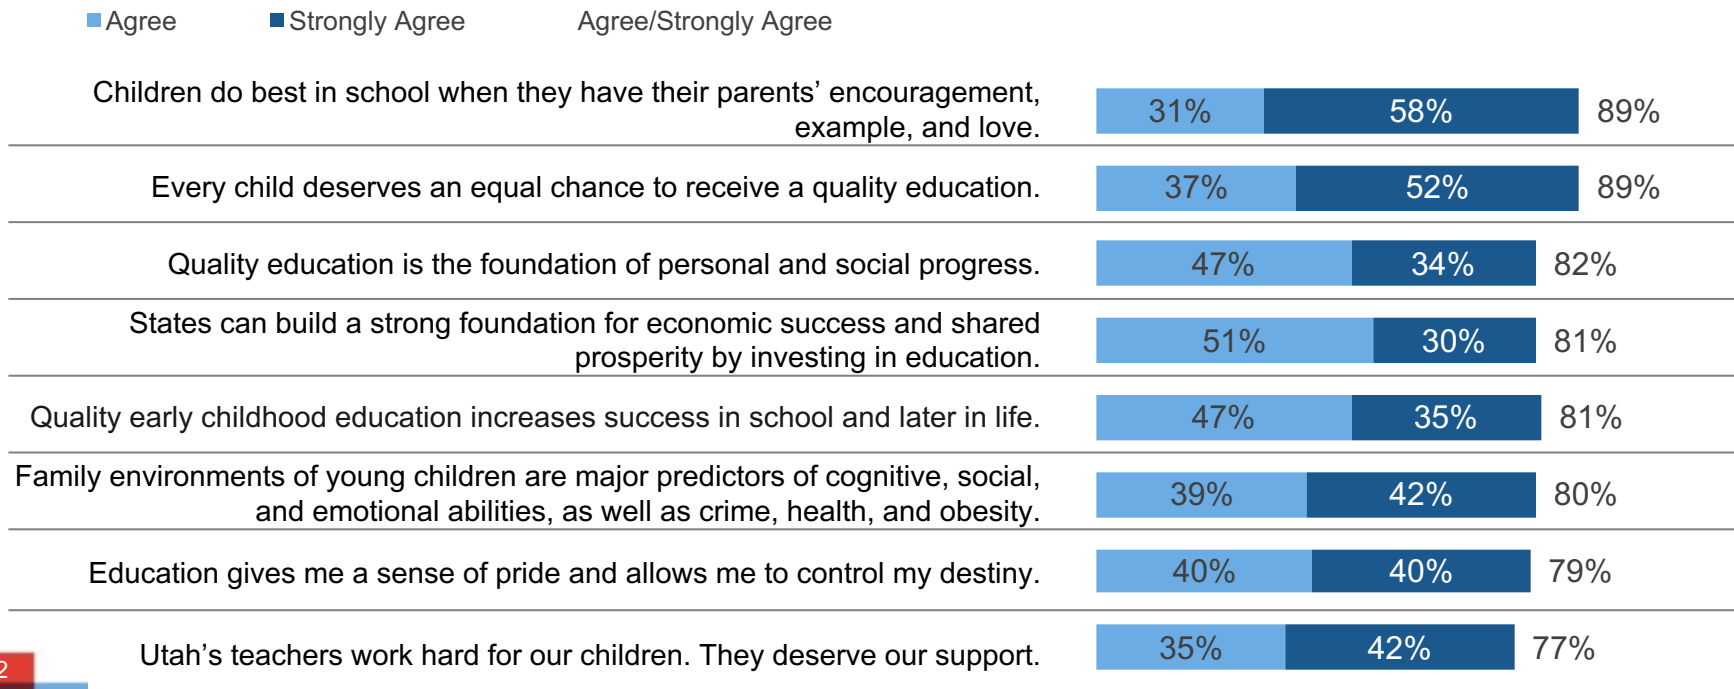 Agree Strongly Agree Agree/Strongly Agree
Children do best in school when they have their parents’ encouragement,
example, and love.
31% 58% 89%
Every child deserves an equal chance to receive a quality education.
37% 52% 89%
Quality education is the foundation of personal and social progress.
47% 34% 82%
States can build a strong foundation for economic success and shared
prosperity by investing in education.
51% 30% 81%
Quality early childhood education increases success in school and later in life.
47% 35% 81%
Family environments of young children are major predictors of cognitive, social,
and emotional abilities, as well as crime, health, and obesity.
39% 42% 80%
Education gives me a sense of pride and allows me to control my destiny.
40% 40% 79%
Utah’s teachers work hard for our children. They deserve our support.
35% 42% 77%
2